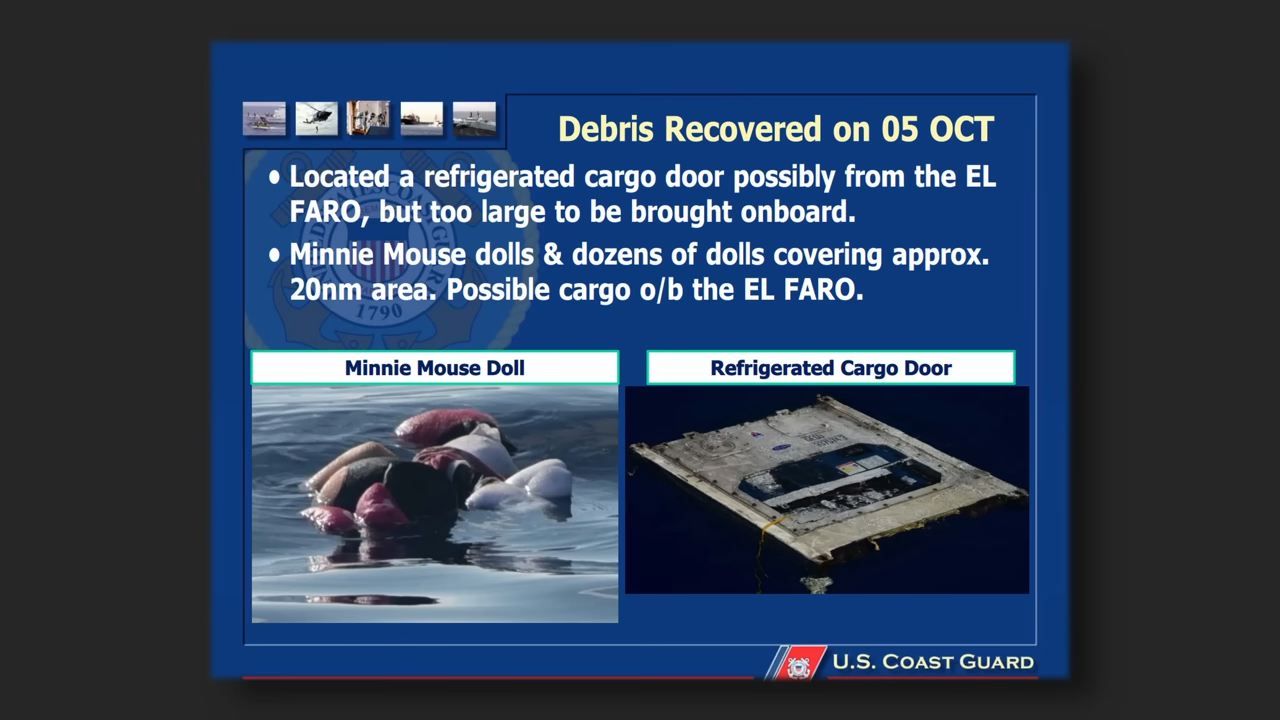 Debris Recovered on 05 OCT
• Located a refrigerated cargo door possibly from the EL
FARO, but too large to be brought onboard.
• Minnie Mouse dolls & dozens of dolls covering approx.
20nm area. Possible cargo o/b the EL FARO.
1790
Minnie Mouse Doll
Refrigerated Cargo Door
U.S. COAST GUARD